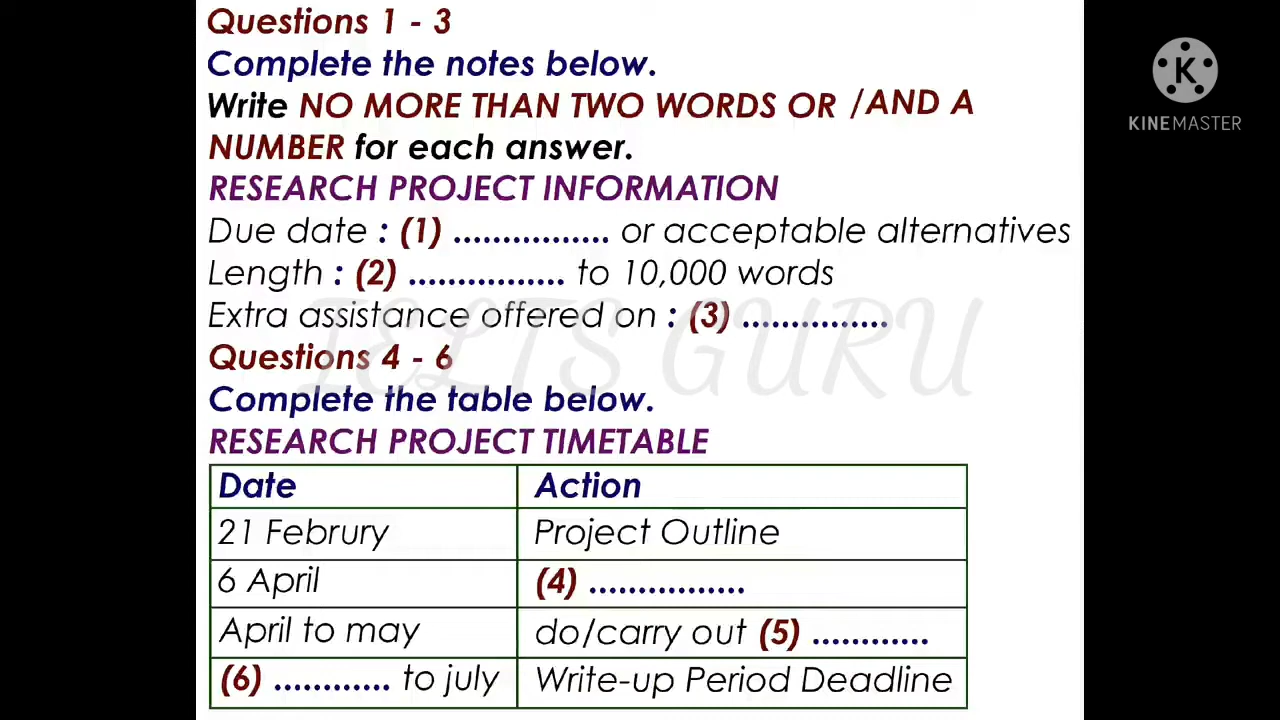 Questions 1 - 3
Complete the notes below.
Write NO MORE THAN TWO WORDS OR /AND A
NUMBER for each answer.
RESEARCH PROJECT INFORMATION
Due date : (1) ................ or acceptable alternatives
Length : (2) ................ to 10,000 words
Extra assistance offered on : (3) ...............
Questions 4 - 6
Complete the table below.
RESEARCH PROJECT TIMETABLE
Date Action
21 Februry Project Outline
6 April (4) ................
April to may do/carry out (5) ............
(6) ............ to july Write-up Period Deadline
IELTS GURU
K
KINEMASTER